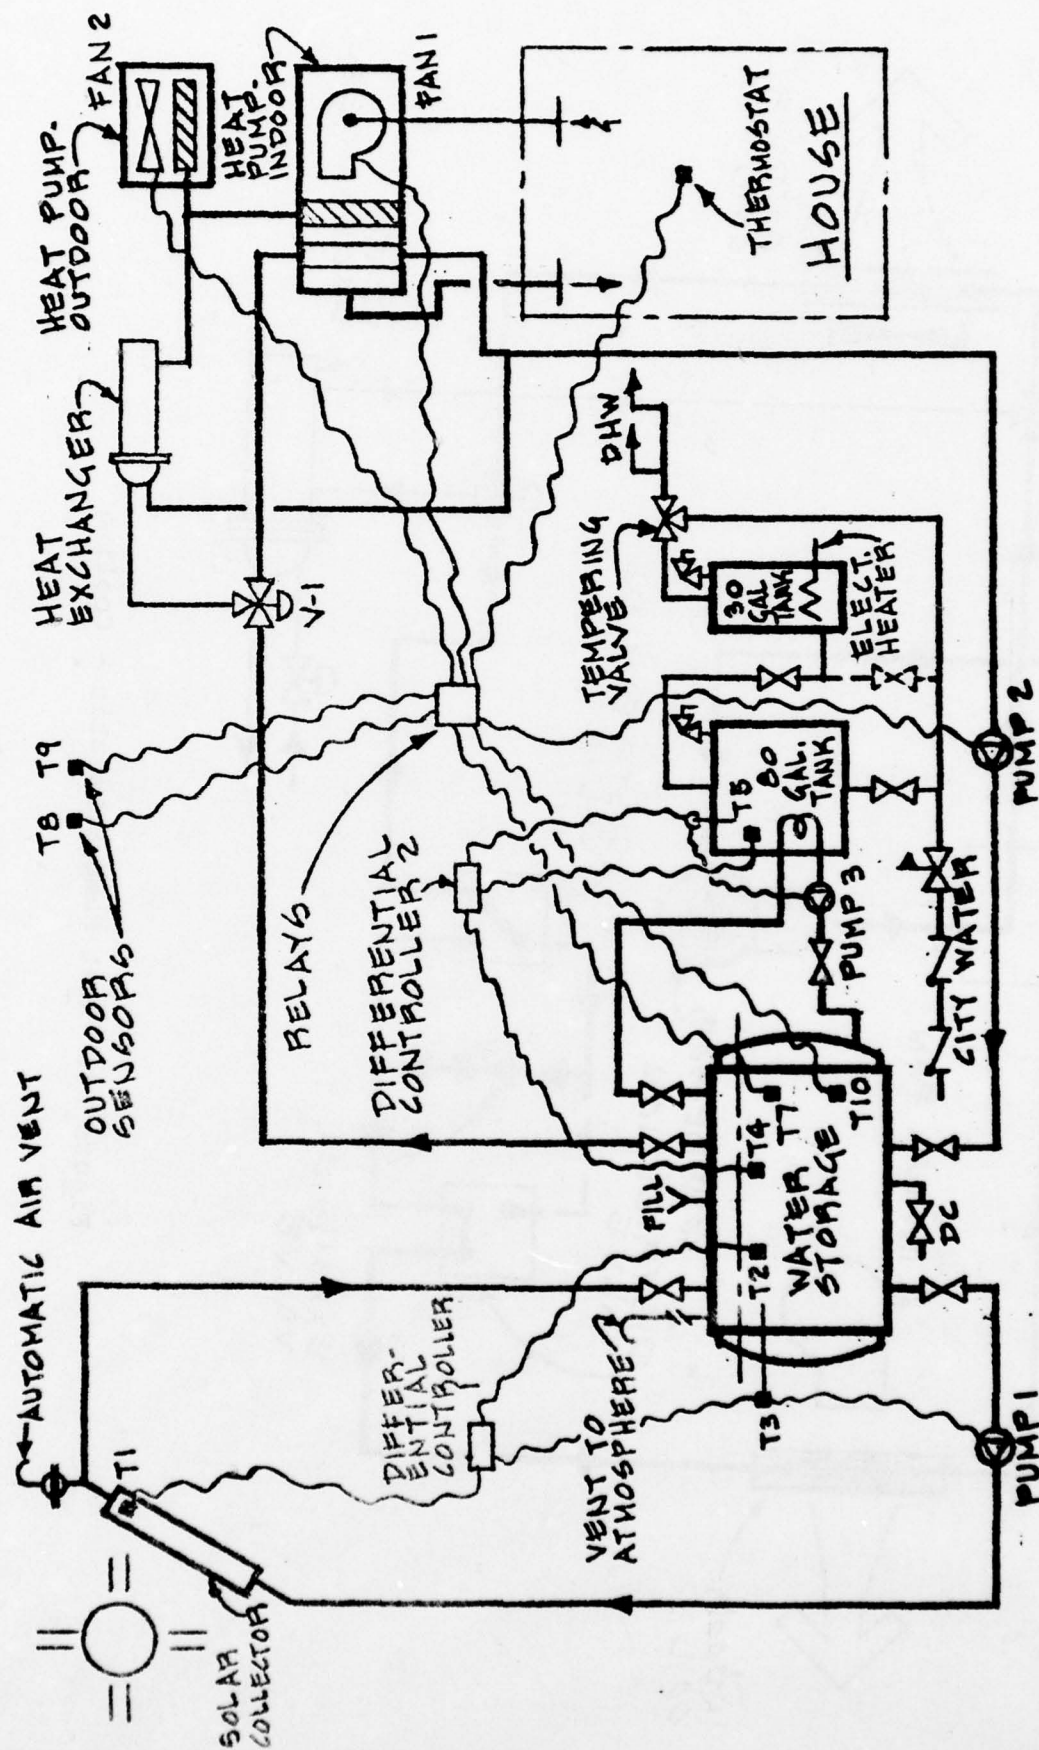 AUTOMATIC AIR VENT
T1
SOLAR
COLLECTOR
OUTDOOR
SENSORS
T8
T9
HEAT
EXCHANGER
HEAT PUMP.
OUTDOOR
FAN 2
HEAT
PUMP.
INDOOR
FAN 1
V-1
RELAYS
DIFFER-
ENTIAL
CONTROLLER
DIFFERENTIAL
CONTROLLER 2
TEMPERING
VALVE
DHW
THERMOSTAT
HOUSE
VENT TO
ATMOSPHERE
FILL
T3
T2
T4
T7
T10
WATER
STORAGE
T5
80
GAL.
TANK
30
GAL
TANK
ELECT.
HEATER
PUMP 3
DC
CITY WATER
PUMP 1
PUMP 2